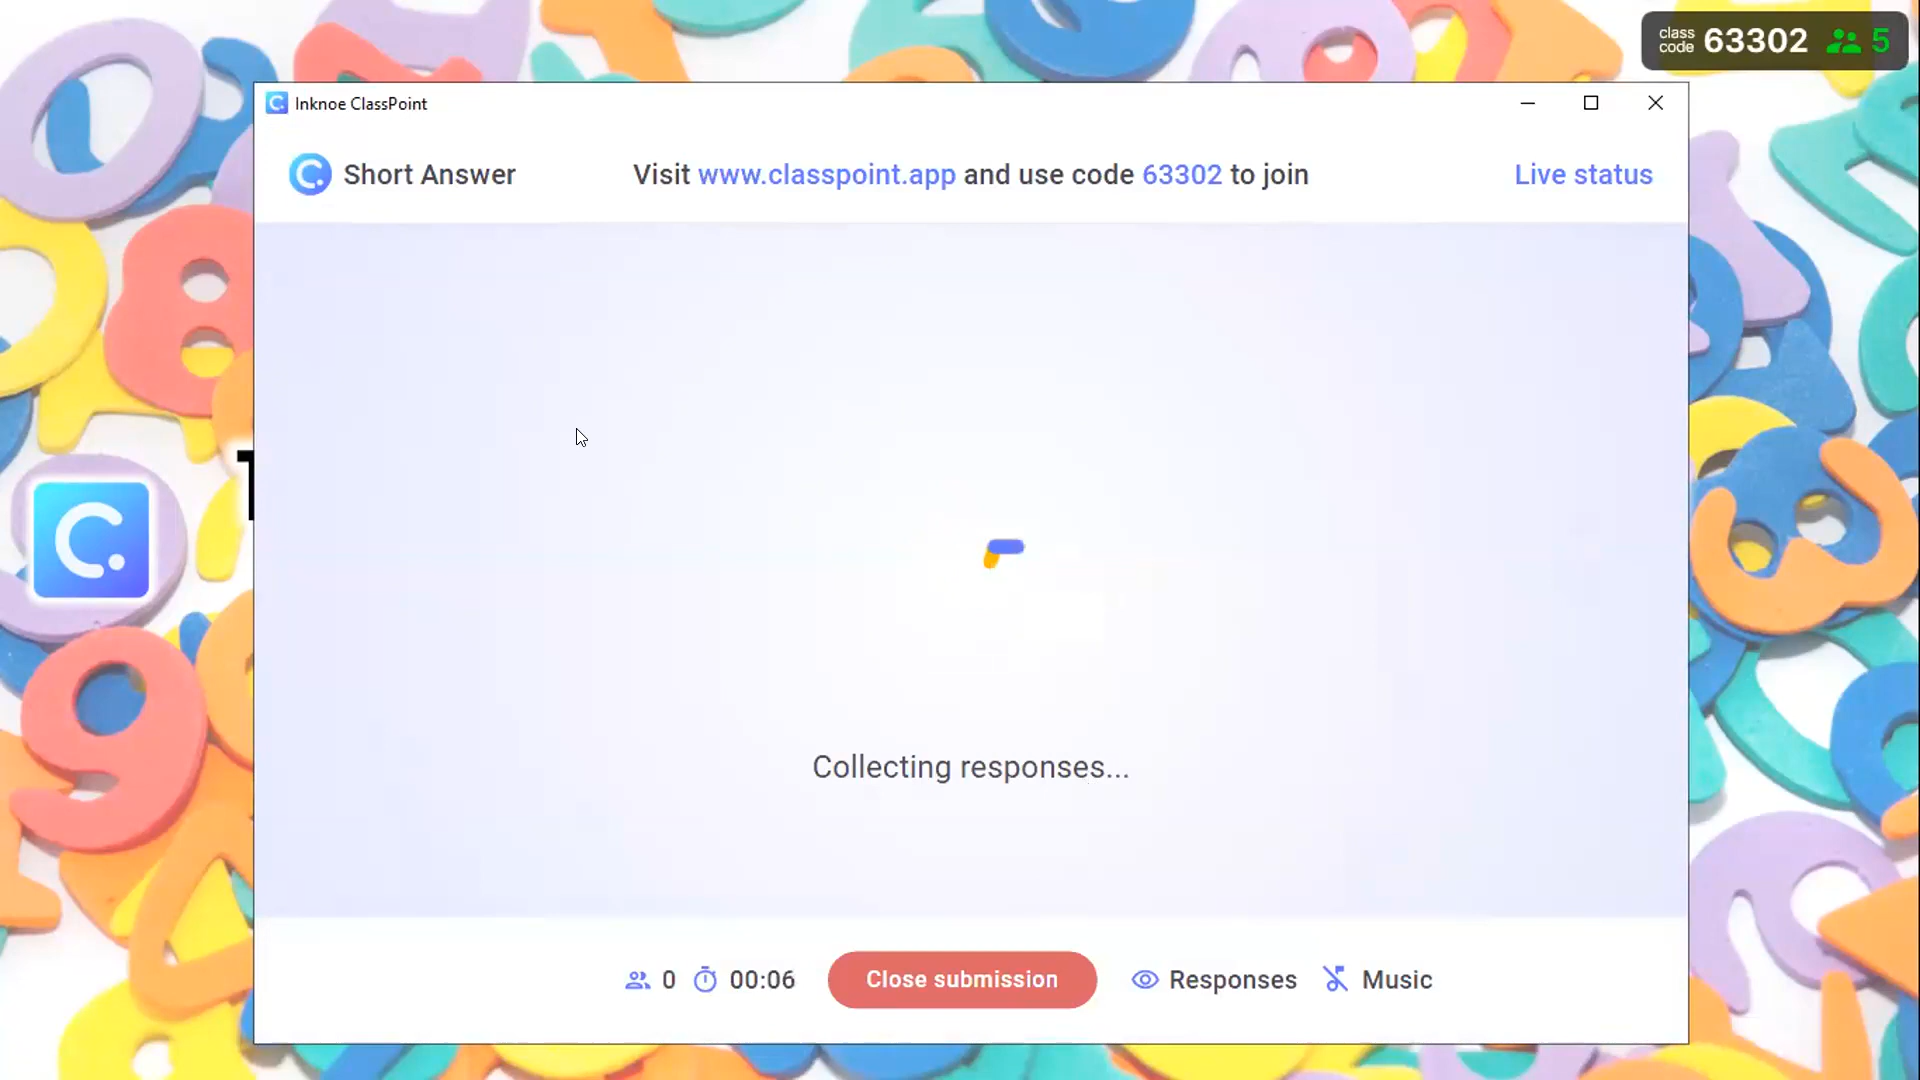 class
code 63302 5
Inknoe ClassPoint
Short Answer
Visit www.classpoint.app and use code 63302 to join
Live status
Collecting responses...
0 00:06 Close submission Responses Music